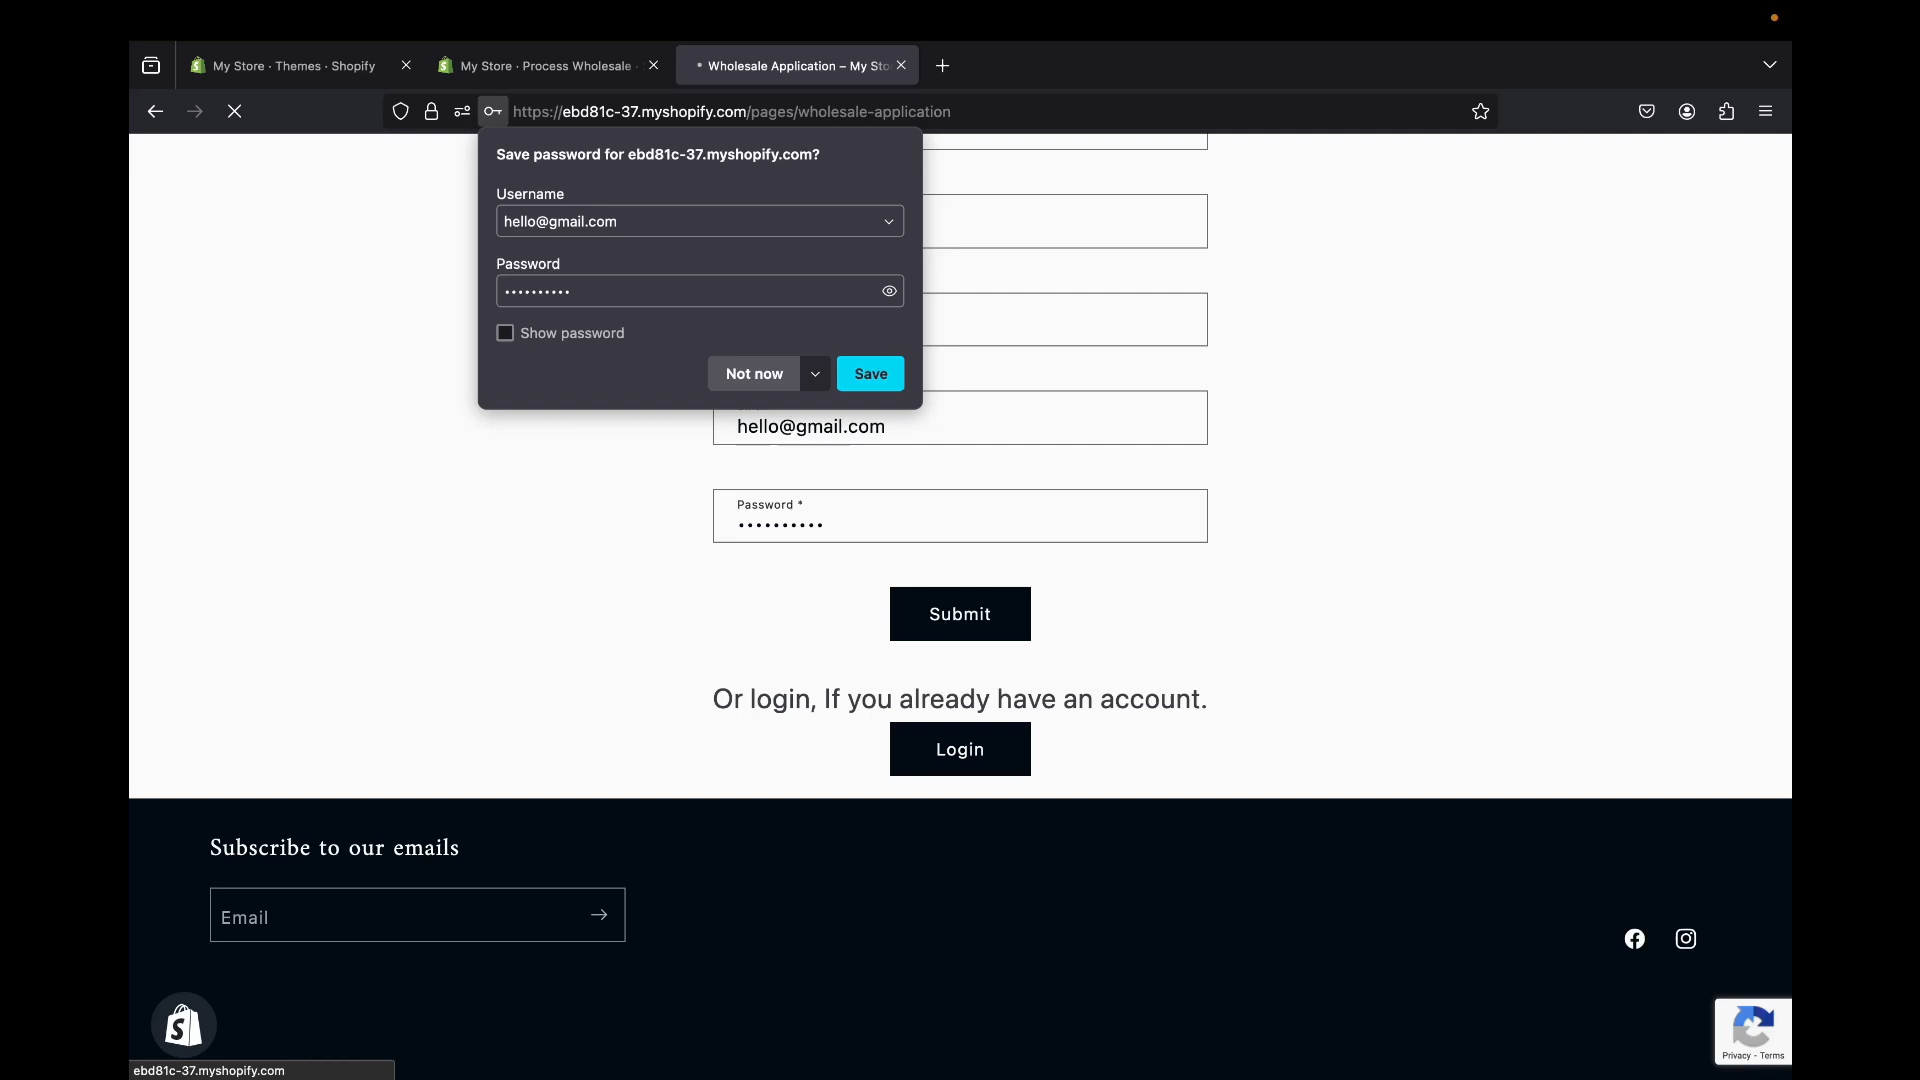 My Store · Themes · Shopify
My Store · Process Wholesale ·
Wholesale Application – My Sto
https://ebd81c-37.myshopify.com/pages/wholesale-application
Save password for ebd81c-37.myshopify.com?
Username
hello@gmail.com
Password
Show password
Not now
Save
hello@gmail.com
Password *
Submit
Or login, If you already have an account.
Login
Subscribe to our emails
Email
Privacy - Terms
ebd81c-37.myshopify.com